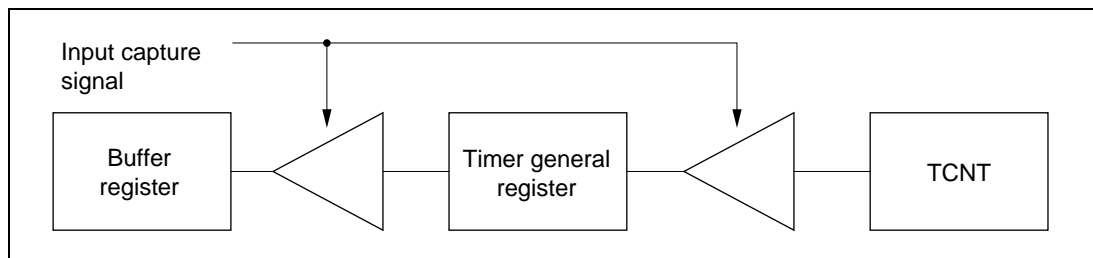 Input capture
signal
Buffer
register
Timer general
register
TCNT